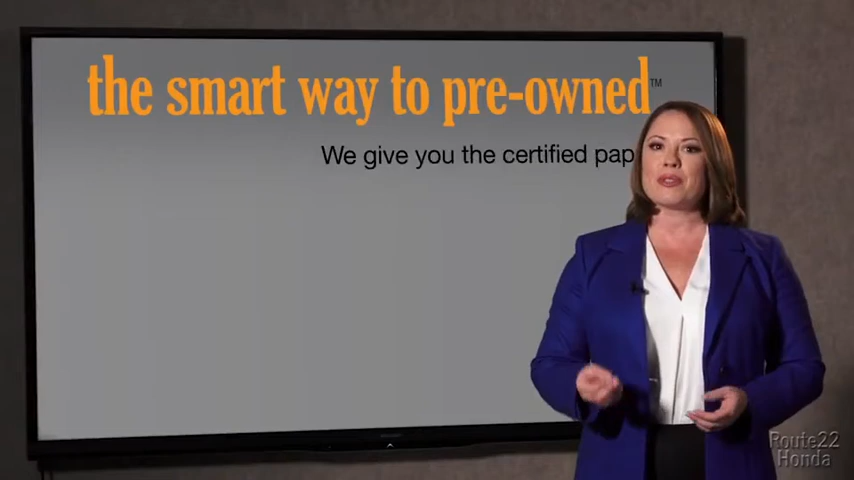 the smart way to pre-owned™
We give you the certified pap
Route22
Honda